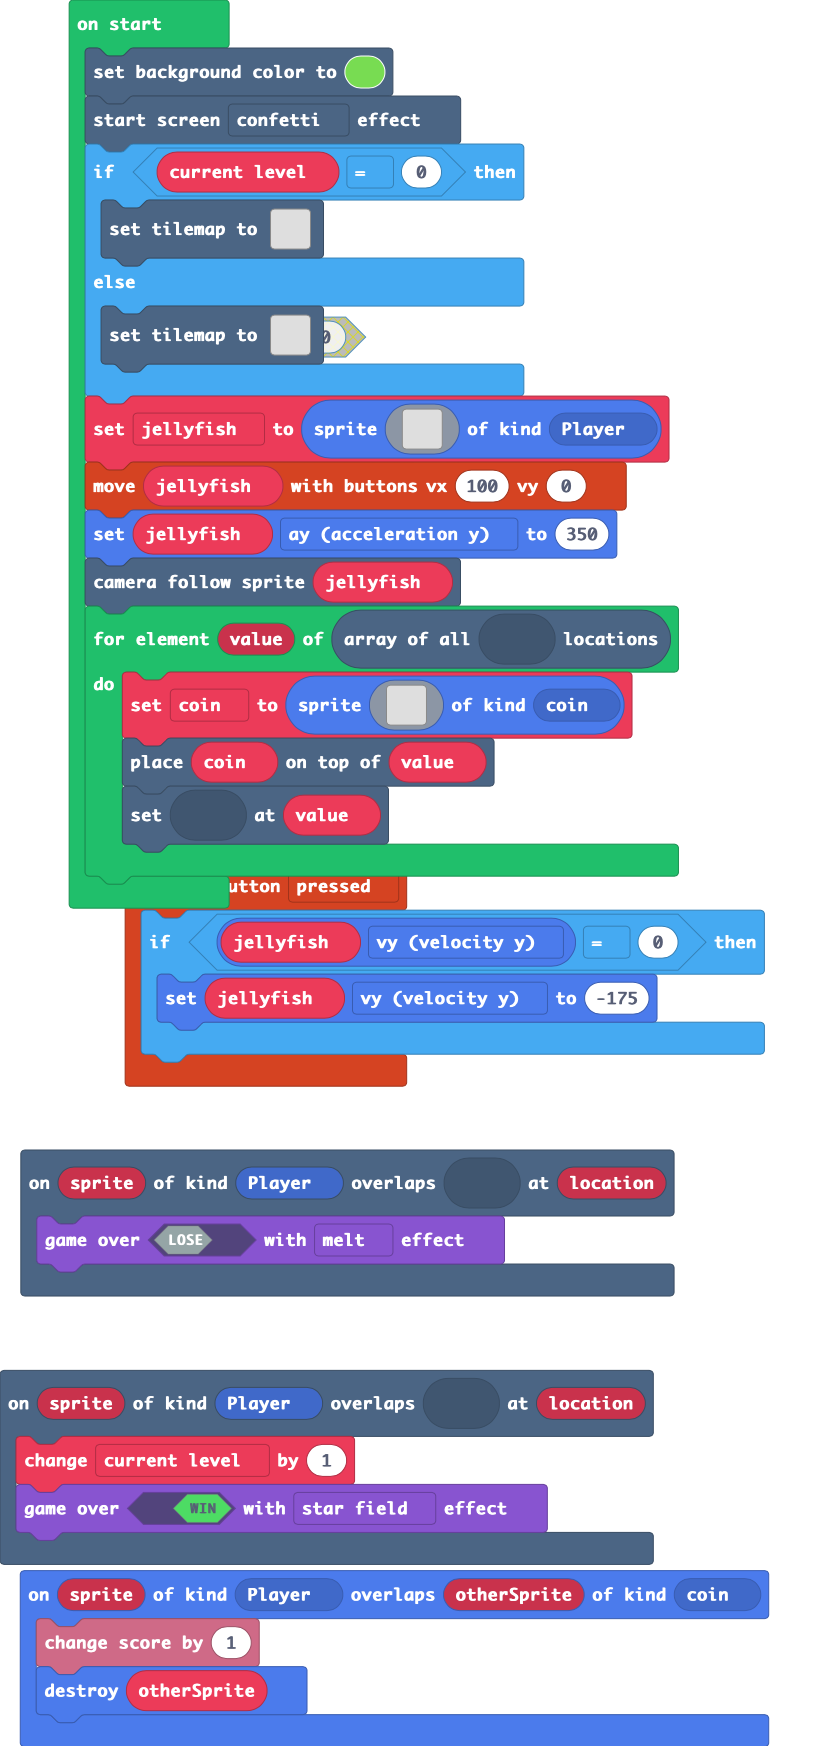 on start
set background color to
start screen confetti effect
if current level = 0 then
set tilemap to
else
set tilemap to
set jellyfish to sprite of kind Player
move jellyfish with buttons vx 100 vy 0
set jellyfish ay (acceleration y) to 350
camera follow sprite jellyfish
for element value of array of all locations
do
set coin to sprite of kind coin
place coin on top of value
set at value
pressed
if jellyfish vy (velocity y) = 0 then
set jellyfish vy (velocity y) to -175
on sprite of kind Player overlaps at location
game over LOSE with melt effect
on sprite of kind Player overlaps at location
change current level by 1
game over WIN with star field effect
on sprite of kind Player overlaps otherSprite of kind coin
change score by 1
destroy otherSprite